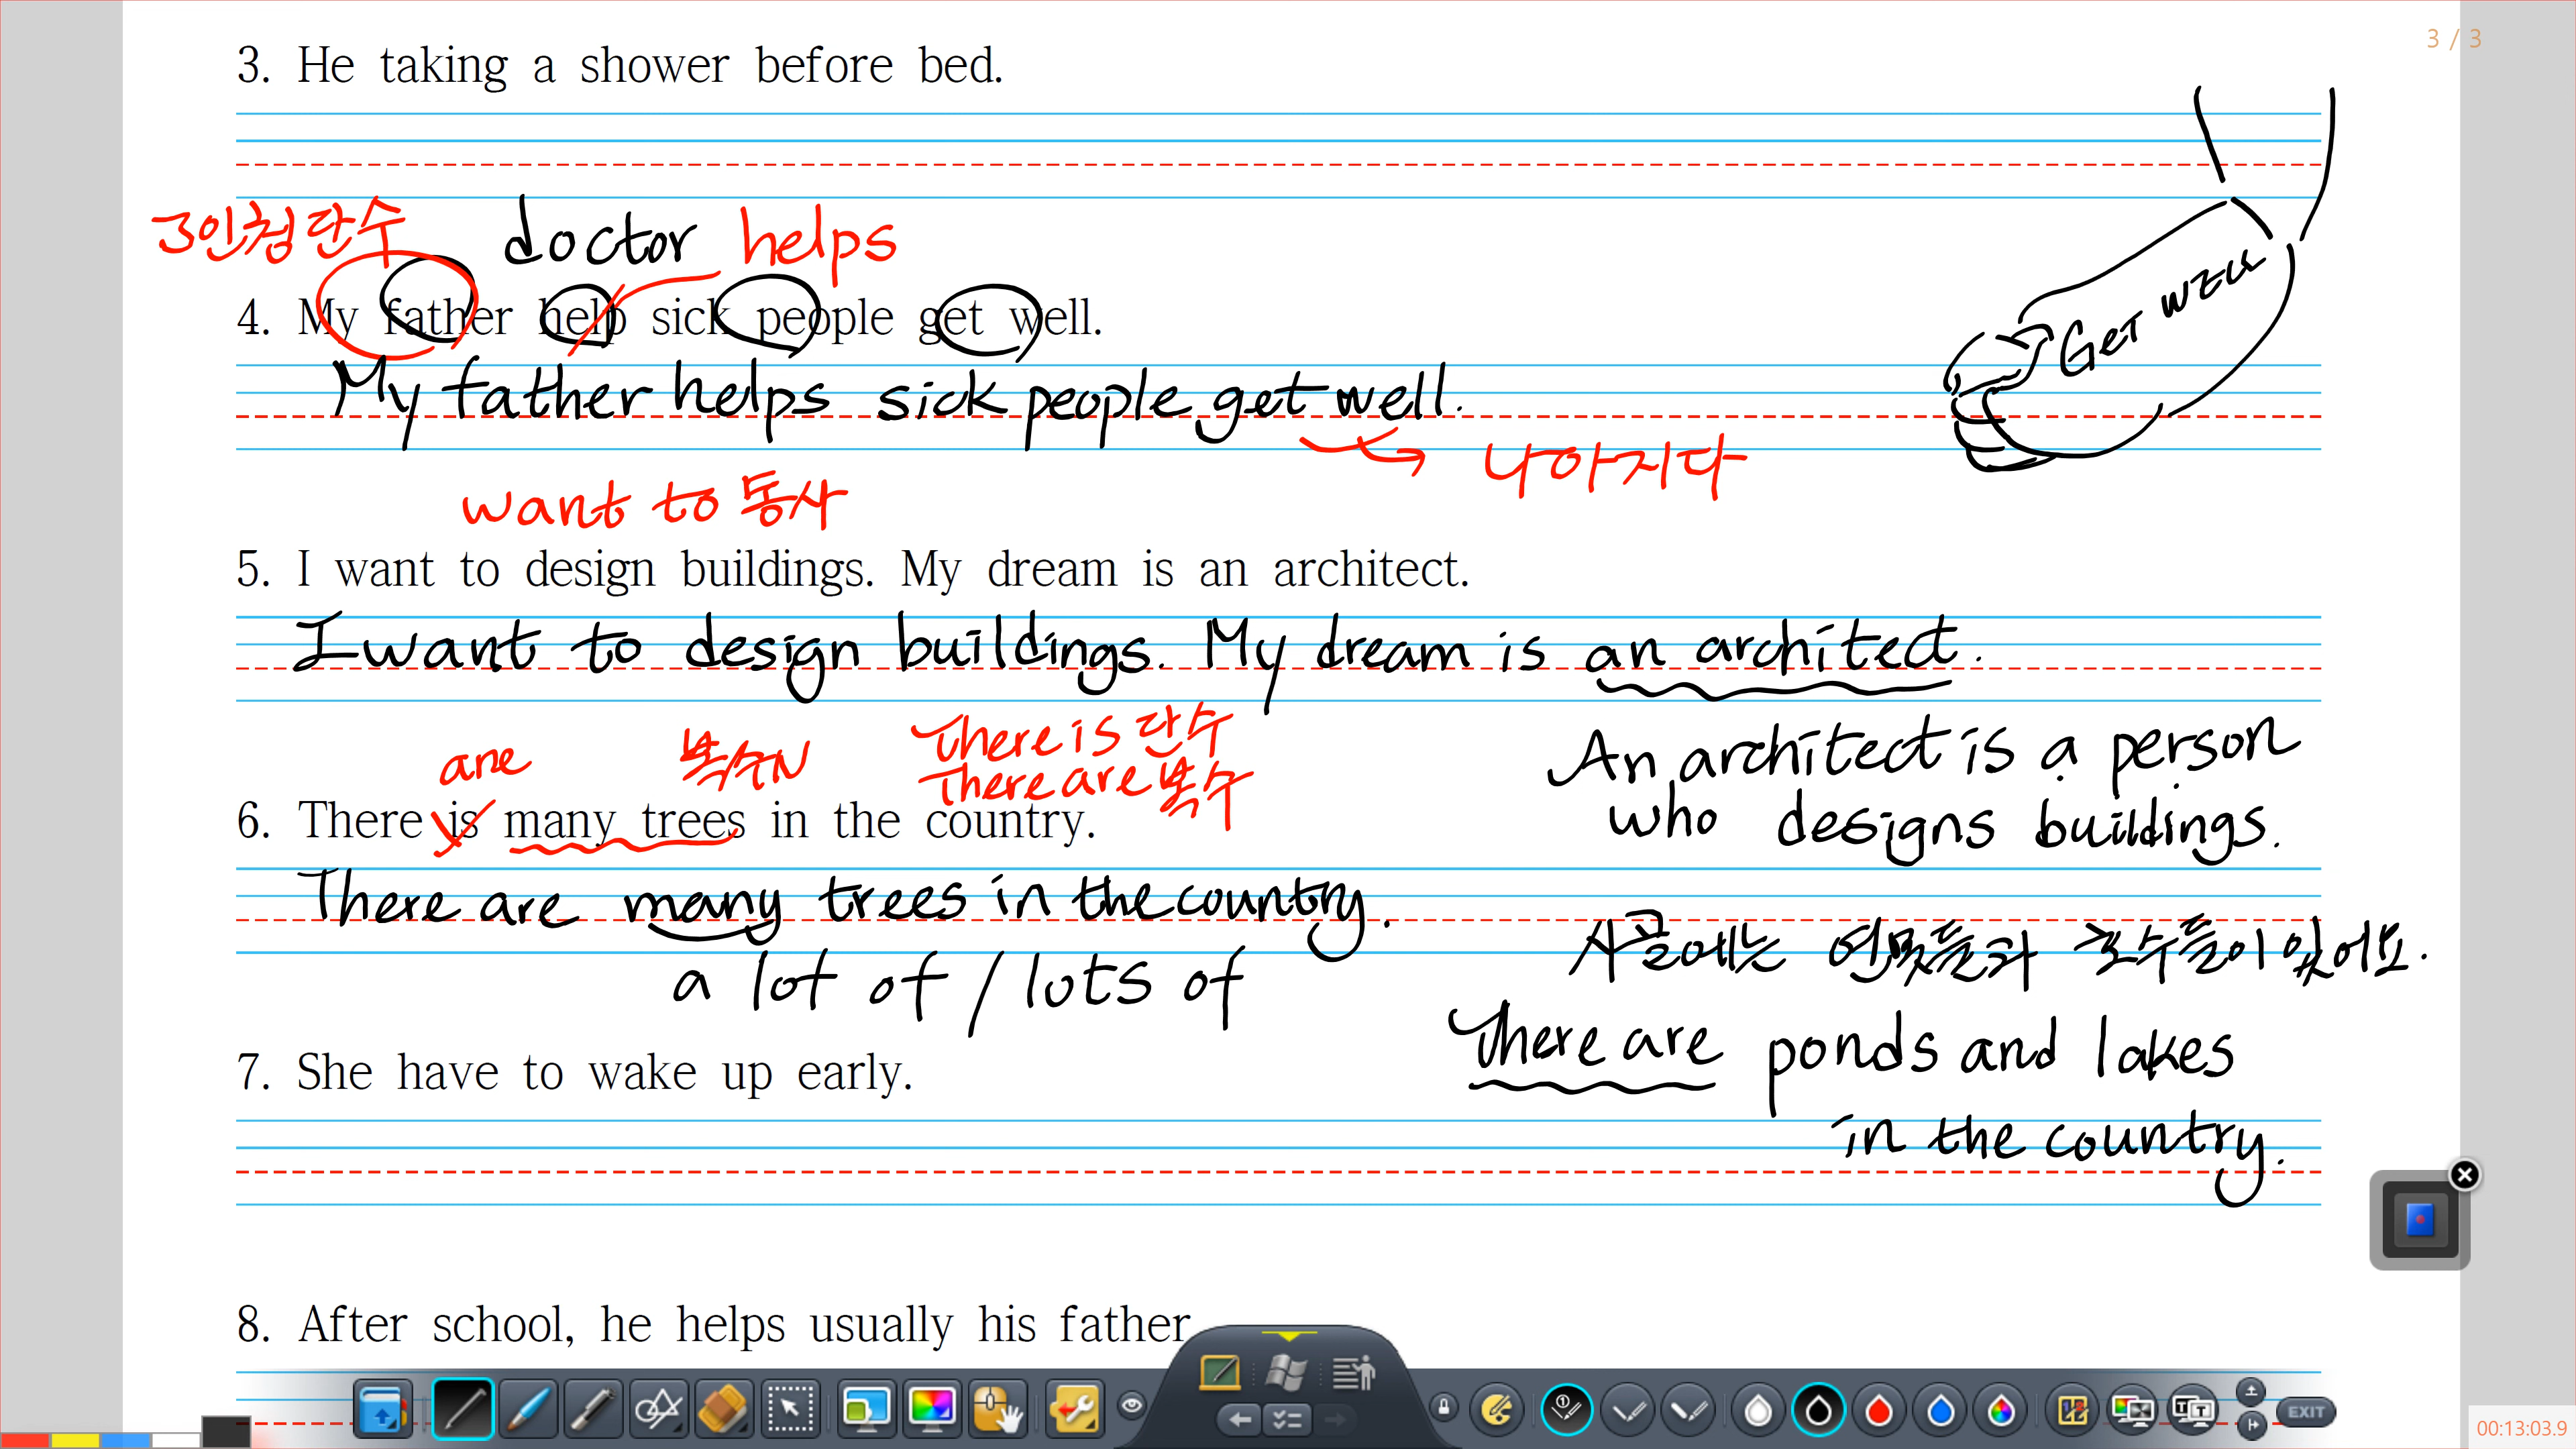 3 / 3
3. He taking a shower before bed.
3인칭 단수 doctor helps
4. My father help sick people get well.
GET WELL
My father helps sick people get well.
나아지다
want to 동사
5. I want to design buildings. My dream is an architect.
I want to design buildings. My dream is an architect.
There is 단수
are 복수N There are 복수
An architect is a person
who designs buildings.
6. There is many trees in the country.
There are many trees in the country.
시골에는 연못들과 호수들이 있어요.
a lot of / lots of
There are ponds and lakes
in the country.
7. She have to wake up early.
8. After school, he helps usually his father
EXIT
00:13:03.9